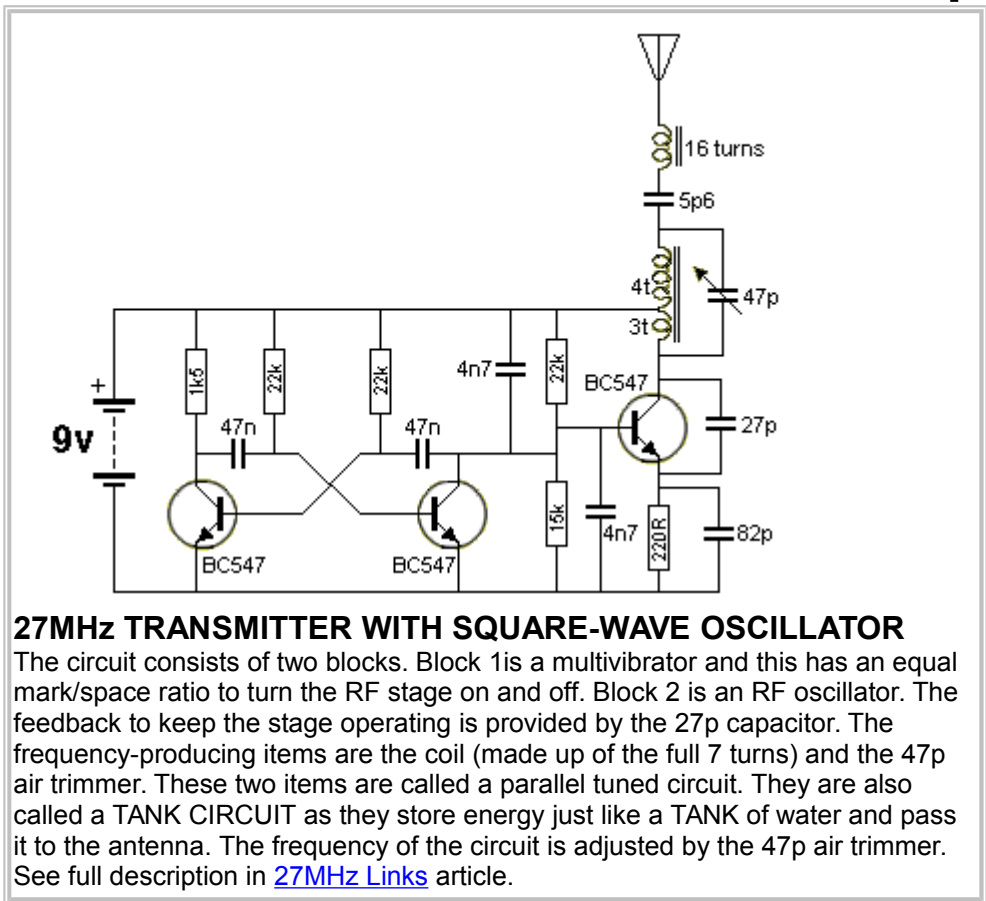 16 turns
5p6
4t
47p
3t
1k5
22k
22k
4n7
22k
BC547
+
9v
47n
47n
27p
15k
4n7
220R
82p
BC547
BC547
27MHz TRANSMITTER WITH SQUARE-WAVE OSCILLATOR
The circuit consists of two blocks. Block 1is a multivibrator and this has an equal
mark/space ratio to turn the RF stage on and off. Block 2 is an RF oscillator. The
feedback to keep the stage operating is provided by the 27p capacitor. The
frequency-producing items are the coil (made up of the full 7 turns) and the 47p
air trimmer. These two items are called a parallel tuned circuit. They are also
called a TANK CIRCUIT as they store energy just like a TANK of water and pass
it to the antenna. The frequency of the circuit is adjusted by the 47p air trimmer.
See full description in 27MHz Links article.